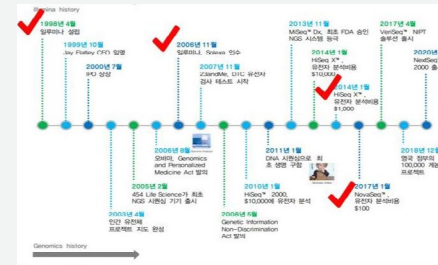 Illumina history
1998년 4월
일루미나 설립
1999년 10월
Jay Flatley CEO 임명
2000년 7월
IPO 상장
2006년 11월
일루미나, Solexa 인수
2007년 11월
23andMe, DTC 유전자
검사 테스트 시작
2013년 11월
MiSeq™ Dx, 최초 FDA 승인
NGS 시스템 등극
2014년 1월
HiSeq X™,
유전자 분석비용
$10,000
2014년 1월
HiSeq X™,
유전자 분석비용
$1,000
2017년 4월
VeriSeq™ NIPT
솔루션 출시
2020년
NextSeq
2000 출
2003년 4월
인간 유전체
프로젝트 지도 완성
2005년 2월
454 Life Science가 최초
NGS 시퀀싱 기기 출시
2006년 8월
오바마, Genomics
and Personalized
Medicine Act 발의
2008년 5월
Genetic Information
Non-Discrimination
Act 발의
2010년 1월
HiSeq™ 2000,
$10,000에 유전자 분석
2011년 1월
DNA 시퀀싱으로 최
초 생명 구함
2017년 1월
NovaSeq™,
유전자 분석비용
$100
2018년 12월
영국 정부의
100,000 게놈
프로젝트
Genomics history